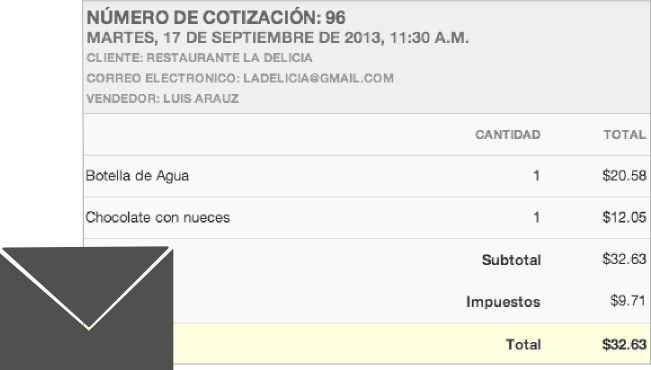 NÚMERO DE COTIZACIÓN: 96
MARTES, 17 DE SEPTIEMBRE DE 2013, 11:30 A.M.
CLIENTE: RESTAURANTE LA DELICIA
CORREO ELECTRONICO: LADELICIA@GMAIL.COM
VENDEDOR: LUIS ARAUZ
CANTIDAD TOTAL
Botella de Agua 1 $20.58
Chocolate con nueces 1 $12.05
Subtotal $32.63
Impuestos $9.71
Total $32.63